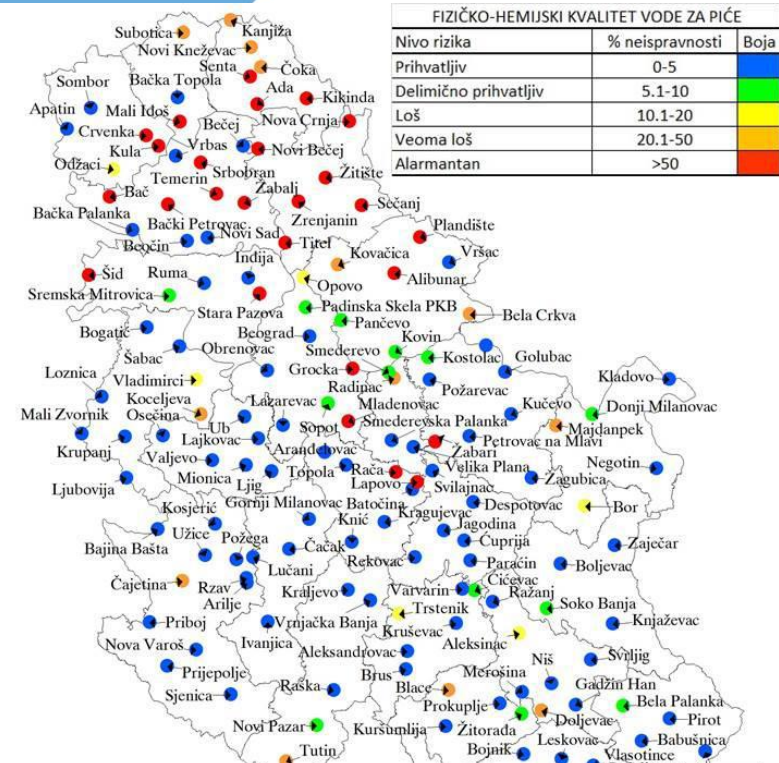 FIZIČKO-HEMIJSKI KVALITET VODE ZA PIĆE
Nivo rizika % neispravnosti Boja
Prihvatljiv 0-5
Delimično prihvatljiv 5.1-10
Loš 10.1-20
Veoma loš 20.1-50
Alarmantan >50
Subotica
Kanjiža
Novi Kneževac
Senta
Čoka
Sombor
Bačka Topola
Ada
Kikinda
Apatin
Mali Iđoš
Nova Crnja
Crvenka
Bečej
Kula
Vrbas
Novi Bečej
Odžaci
Srbobran
Žitište
Temerin
Bač
Žabalj
Sečanj
Bačka Palanka
Zrenjanin
Bački Petrovac
Plandište
Beočin
Novi Sad
Titel
Kovačica
Vršac
Inđija
Šid
Ruma
Alibunar
Opovo
Sremska Mitrovica
Stara Pazova
Padinska Skela PKB
Bela Crkva
Pančevo
Bogatić
Beograd
Kovin
Šabac
Obrenovac
Smederevo
Kostolac
Golubac
Grocka
Loznica
Vladimirci
Radinac
Požarevac
Kladovo
Koceljeva
Lazarevac
Mladenovac
Kučevo
Donji Milanovac
Mali Zvornik
Osečina
Ub
Sopot
Smederevska Palanka
Majdanpek
Krupanj
Lajkovac
Petrovac na Mlavi
Aranđelovac
Žabari
Valjevo
Negotin
Mionica
Ljig
Topola
Rača
Velika Plana
Ljubovija
Lapovo
Svilajnac
Žagubica
Kosjerić
Gornji Milanovac
Batočina
Despotovac
Bor
Kragujevac
Užice
Požega
Knić
Jagodina
Bajina Bašta
Zaječar
Čačak
Ćuprija
Rekovac
Paraćin
Boljevac
Lučani
Ćićevac
Čajetina
Rzav
Kraljevo
Varvarin
Ražanj
Arilje
Soko Banja
Trstenik
Priboj
Vrnjačka Banja
Kruševac
Knjaževac
Ivanjica
Aleksinac
Nova Varoš
Aleksandrovac
Svrljig
Niš
Prijepolje
Brus
Merošina
Gadžin Han
Sjenica
Raška
Blace
Bela Palanka
Prokuplje
Doljevac
Pirot
Novi Pazar
Kursumlija
Žitorađa
Babušnica
Leskovac
Tutin
Bojnik
Vlasotince